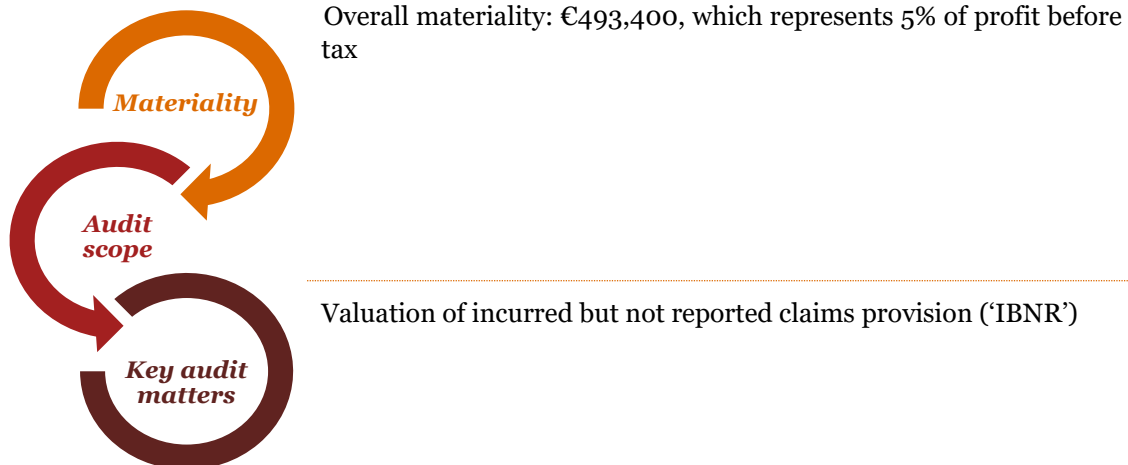 Overall materiality: €493,400, which represents 5% of profit before
tax
Materiality
Audit
scope
Valuation of incurred but not reported claims provision (‘IBNR’)
Key audit
matters